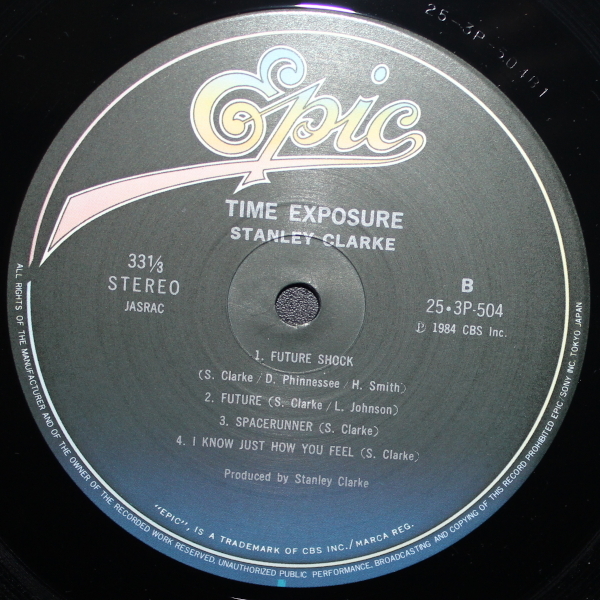 25-3P-504B1
Epic
TIME EXPOSURE
STANLEY CLARKE
33⅓
STEREO
JASRAC
B
25•3P-504
Ⓟ 1984 CBS Inc.
1. FUTURE SHOCK
(S. Clarke / D. Phinnessee / H. Smith)
2. FUTURE (S. Clarke / L. Johnson)
3. SPACERUNNER (S. Clarke)
4. I KNOW JUST HOW YOU FEEL (S. Clarke)
Produced by Stanley Clarke
"EPIC", IS A TRADEMARK OF CBS INC./MARCA REG.
ALL RIGHTS OF THE MANUFACTURER AND OF THE OWNER OF THE RECORDED WORK RESERVED, UNAUTHORIZED PUBLIC PERFORMANCE, BROADCASTING AND COPYING OF THIS RECORD PROHIBITED EPIC/SONY INC. TOKYO JAPAN